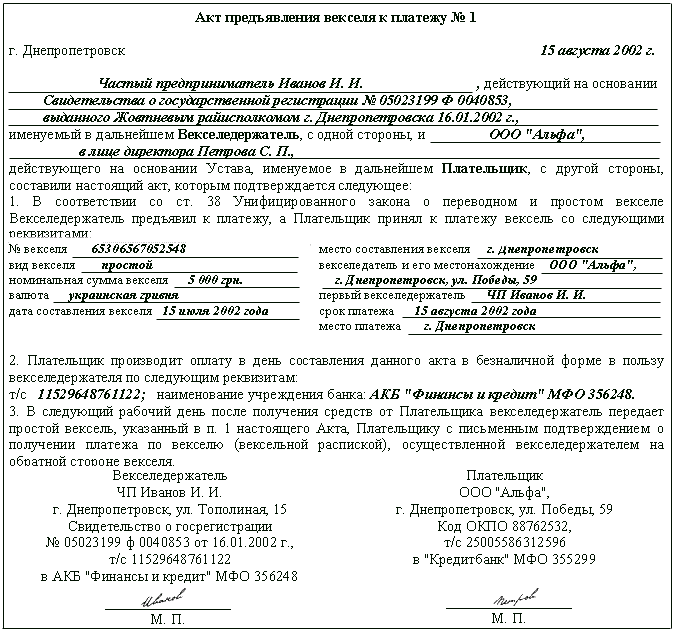 Акт предъявления векселя к платежу № 1
г. Днепропетровск 15 августа 2002 г.
Частый предприниматель Иванов И. И. , действующий на основании
Свидетельства о государственной регистрации № 05023199 Ф 0040853,
выданного Жовтневым райисполкомом г. Днепропетровска 16.01.2002 г.,
именуемый в дальнейшем Векселедержатель, с одной стороны, и ООО "Альфа",
в лице директора Петрова С. П.,
действующего на основании Устава, именуемое в дальнейшем Плательщик, с другой стороны,
составили настоящий акт, которым подтверждается следующее:
1. В соответствии со ст. 38 Унифицированного закона о переводном и простом векселе
Векселедержатель предъявил к платежу, а Плательщик принял к платежу вексель со следующими
реквизитами:
№ векселя 65306567052548
вид векселя простой
номинальная сумма векселя 5 000 грн.
валюта украинская гривня
дата составления векселя 15 июля 2002 года
место составления векселя г. Днепропетровск
векселедатель и его местонахождение ООО "Альфа",
г. Днепропетровск, ул. Победы, 59
первый векселедержатель ЧП Иванов И. И.
срок платежа 15 августа 2002 года
место платежа г. Днепропетровск
2. Плательщик производит оплату в день составления данного акта в безналичной форме в пользу
векселедержателя по следующим реквизитам:
т/с 11529648761122; наименование учреждения банка: АКБ "Финансы и кредит" МФО 356248.
3. В следующий рабочий день после получения средств от Плательщика векселедержатель передает
простой вексель, указанный в п. 1 настоящего Акта, Плательщику с письменным подтверждением о
получении платежа по векселю (вексельной распиской), осуществленной векселедержателем на
обратной стороне векселя.
Векселедержатель
ЧП Иванов И. И.
г. Днепропетровск, ул. Тополиная, 15
Свидетельство о госрегистрации
№ 05023199 ф 0040853 от 16.01.2002 г.,
т/с 11529648761122
в АКБ "Финансы и кредит" МФО 356248
Иванов
М. П.
Плательщик
ООО "Альфа",
г. Днепропетровск, ул. Победы, 59
Код ОКПО 88762532,
т/с 25005586312596
в "Кредитбанк" МФО 355299
Петров
М. П.